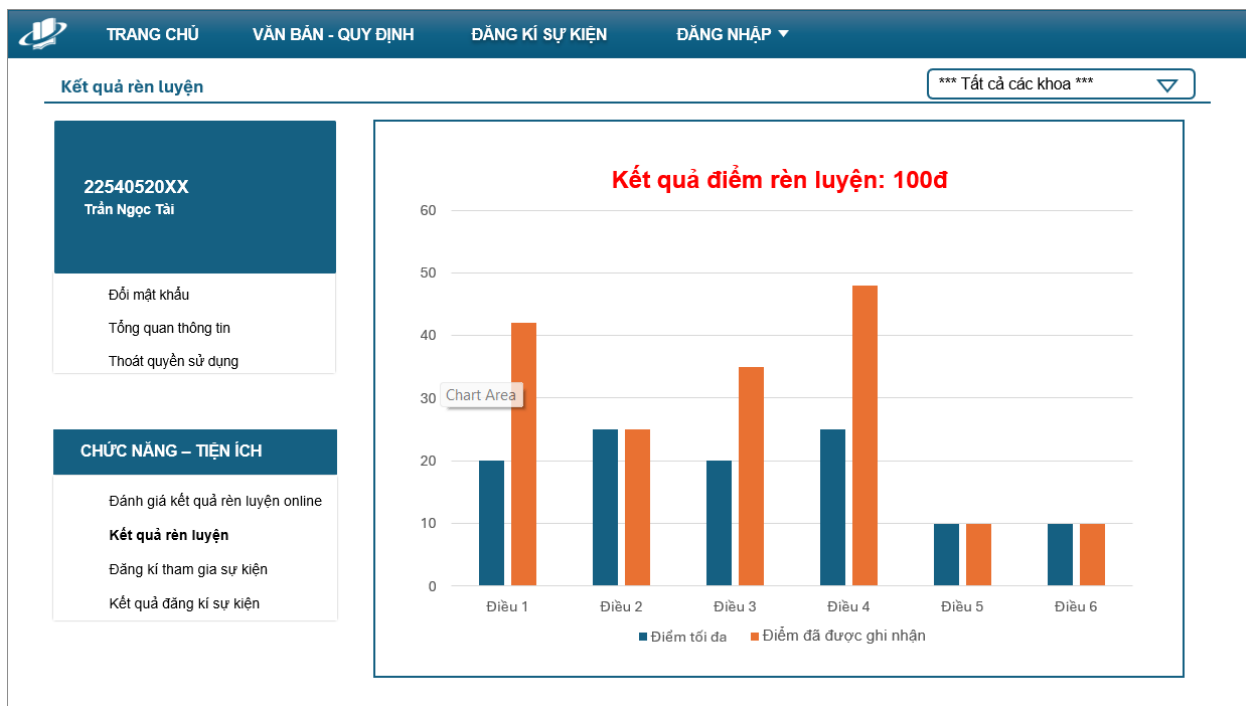 TRANG CHỦ VĂN BẢN - QUY ĐỊNH ĐĂNG KÍ SỰ KIỆN ĐĂNG NHẬP
Kết quả rèn luyện
*** Tất cả các khoa ***
22540520XX
Trần Ngọc Tài
Đổi mật khẩu
Tổng quan thông tin
Thoát quyền sử dụng
CHỨC NĂNG – TIỆN ÍCH
Đánh giá kết quả rèn luyện online
Kết quả rèn luyện
Đăng kí tham gia sự kiện
Kết quả đăng kí sự kiện
Kết quả điểm rèn luyện: 100đ
60
50
40
30
Chart Area
20
10
0
Điều 1 Điều 2 Điều 3 Điều 4 Điều 5 Điều 6
Điểm tối đa Điểm đã được ghi nhận